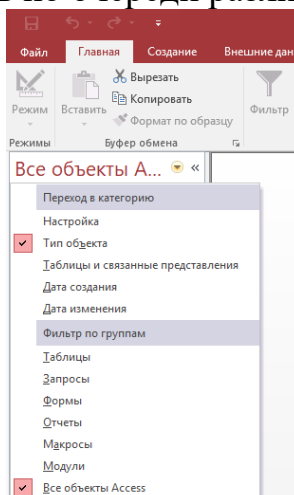 Файл Главная Создание Внешние дан
Вырезать
Копировать
Формат по образцу
Режим Вставить Фильтр
Режимы Буфер обмена
Все объекты A... «
Переход в категорию
Настройка
Тип объекта
Таблицы и связанные представления
Дата создания
Дата изменения
Фильтр по группам
Таблицы
Запросы
Формы
Отчеты
Макросы
Модули
Все объекты Access